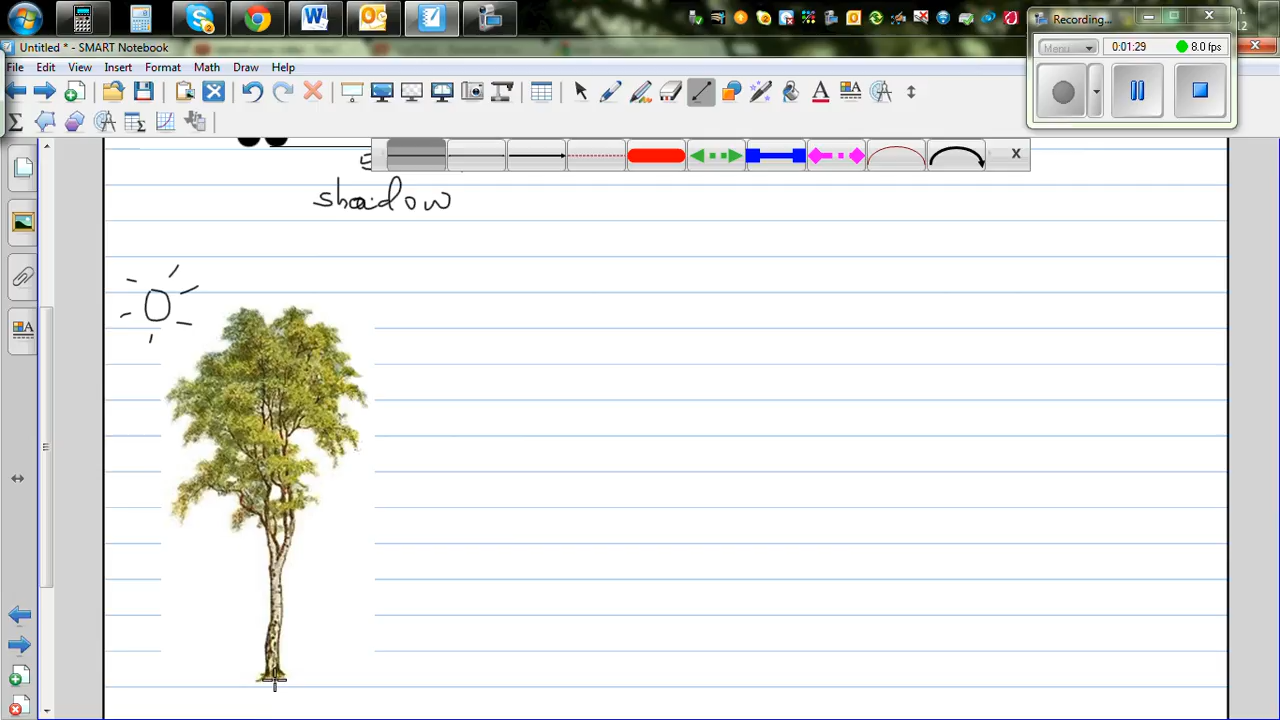 Untitled * - SMART Notebook
File Edit View Insert Format Math Draw Help
Recording...
Menu 0:01:29 8.0 fps
12
shadow